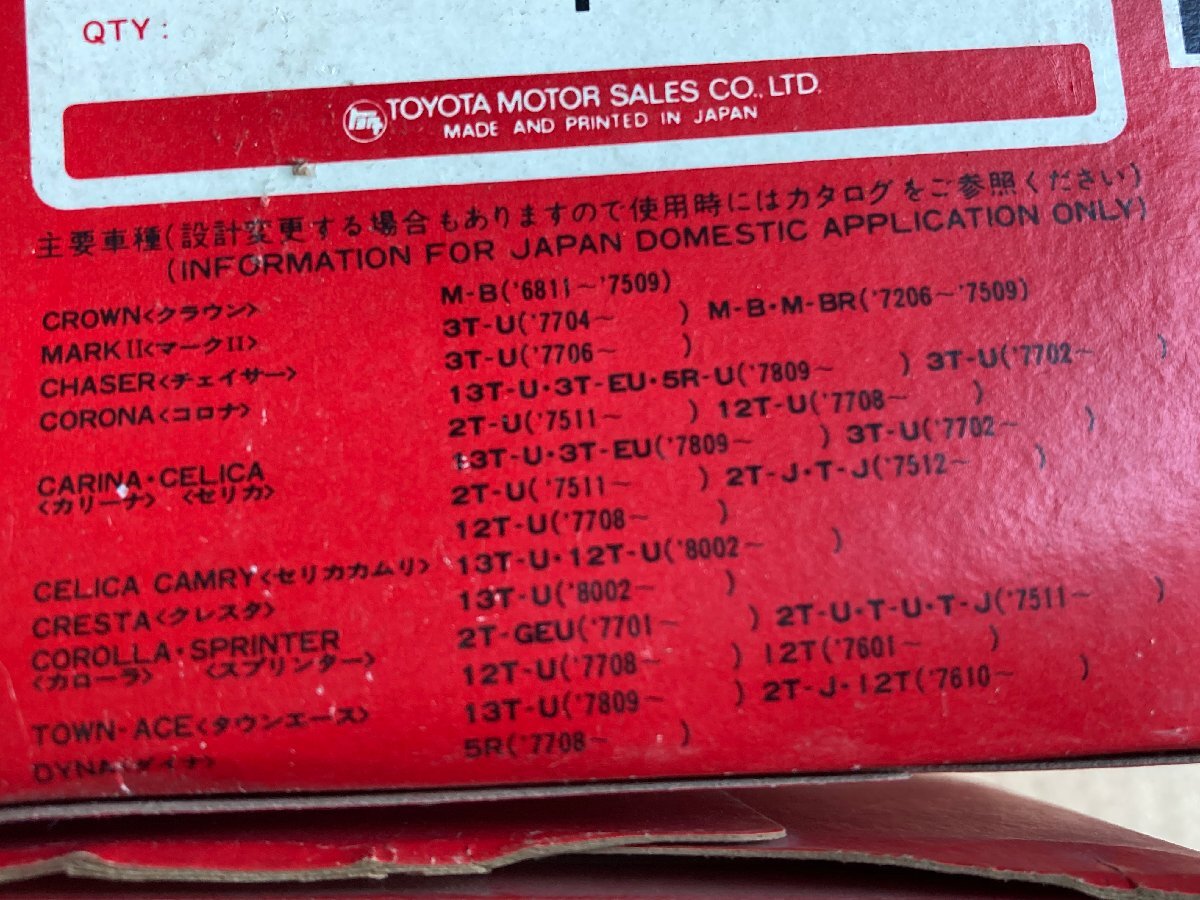 QTY :
TOYOTA MOTOR SALES CO., LTD.
MADE AND PRINTED IN JAPAN
主要車種(設計変更する場合もありますので使用時にはカタログをご参照ください)
(INFORMATION FOR JAPAN DOMESTIC APPLICATION ONLY)
CROWN<クラウン> M-B('6811~'7509)
MARK II<マークII> 3T-U('7704~ ) M-B・M-BR('7206~'7509)
CHASER<チェイサー> 3T-U('7706~ )
CORONA<コロナ> 13T-U・3T-EU・5R-U('7809~ ) 3T-U('7702~ )
2T-U('7511~ ) 12T-U('7708~ )
CARINA・CELICA 13T-U・3T-EU('7809~ ) 3T-U('7702~ )
<カリーナ> <セリカ> 2T-U('7511~ ) 2T-J・T-J('7512~ )
12T-U('7708~ )
CELICA CAMRY<セリカカムリ> 13T-U・12T-U('8002~ )
CRESTA<クレスタ> 13T-U('8002~ )
COROLLA・SPRINTER 2T-GEU('7701~ ) 2T-U・T-U・T-J('7511~ )
<カローラ> <スプリンター> 12T-U('7708~ ) 12T('7601~ )
TOWN-ACE<タウンエース> 13T-U('7809~ ) 2T-J・12T('7610~ )
DYNA<ダイナ> 5R('7708~ )